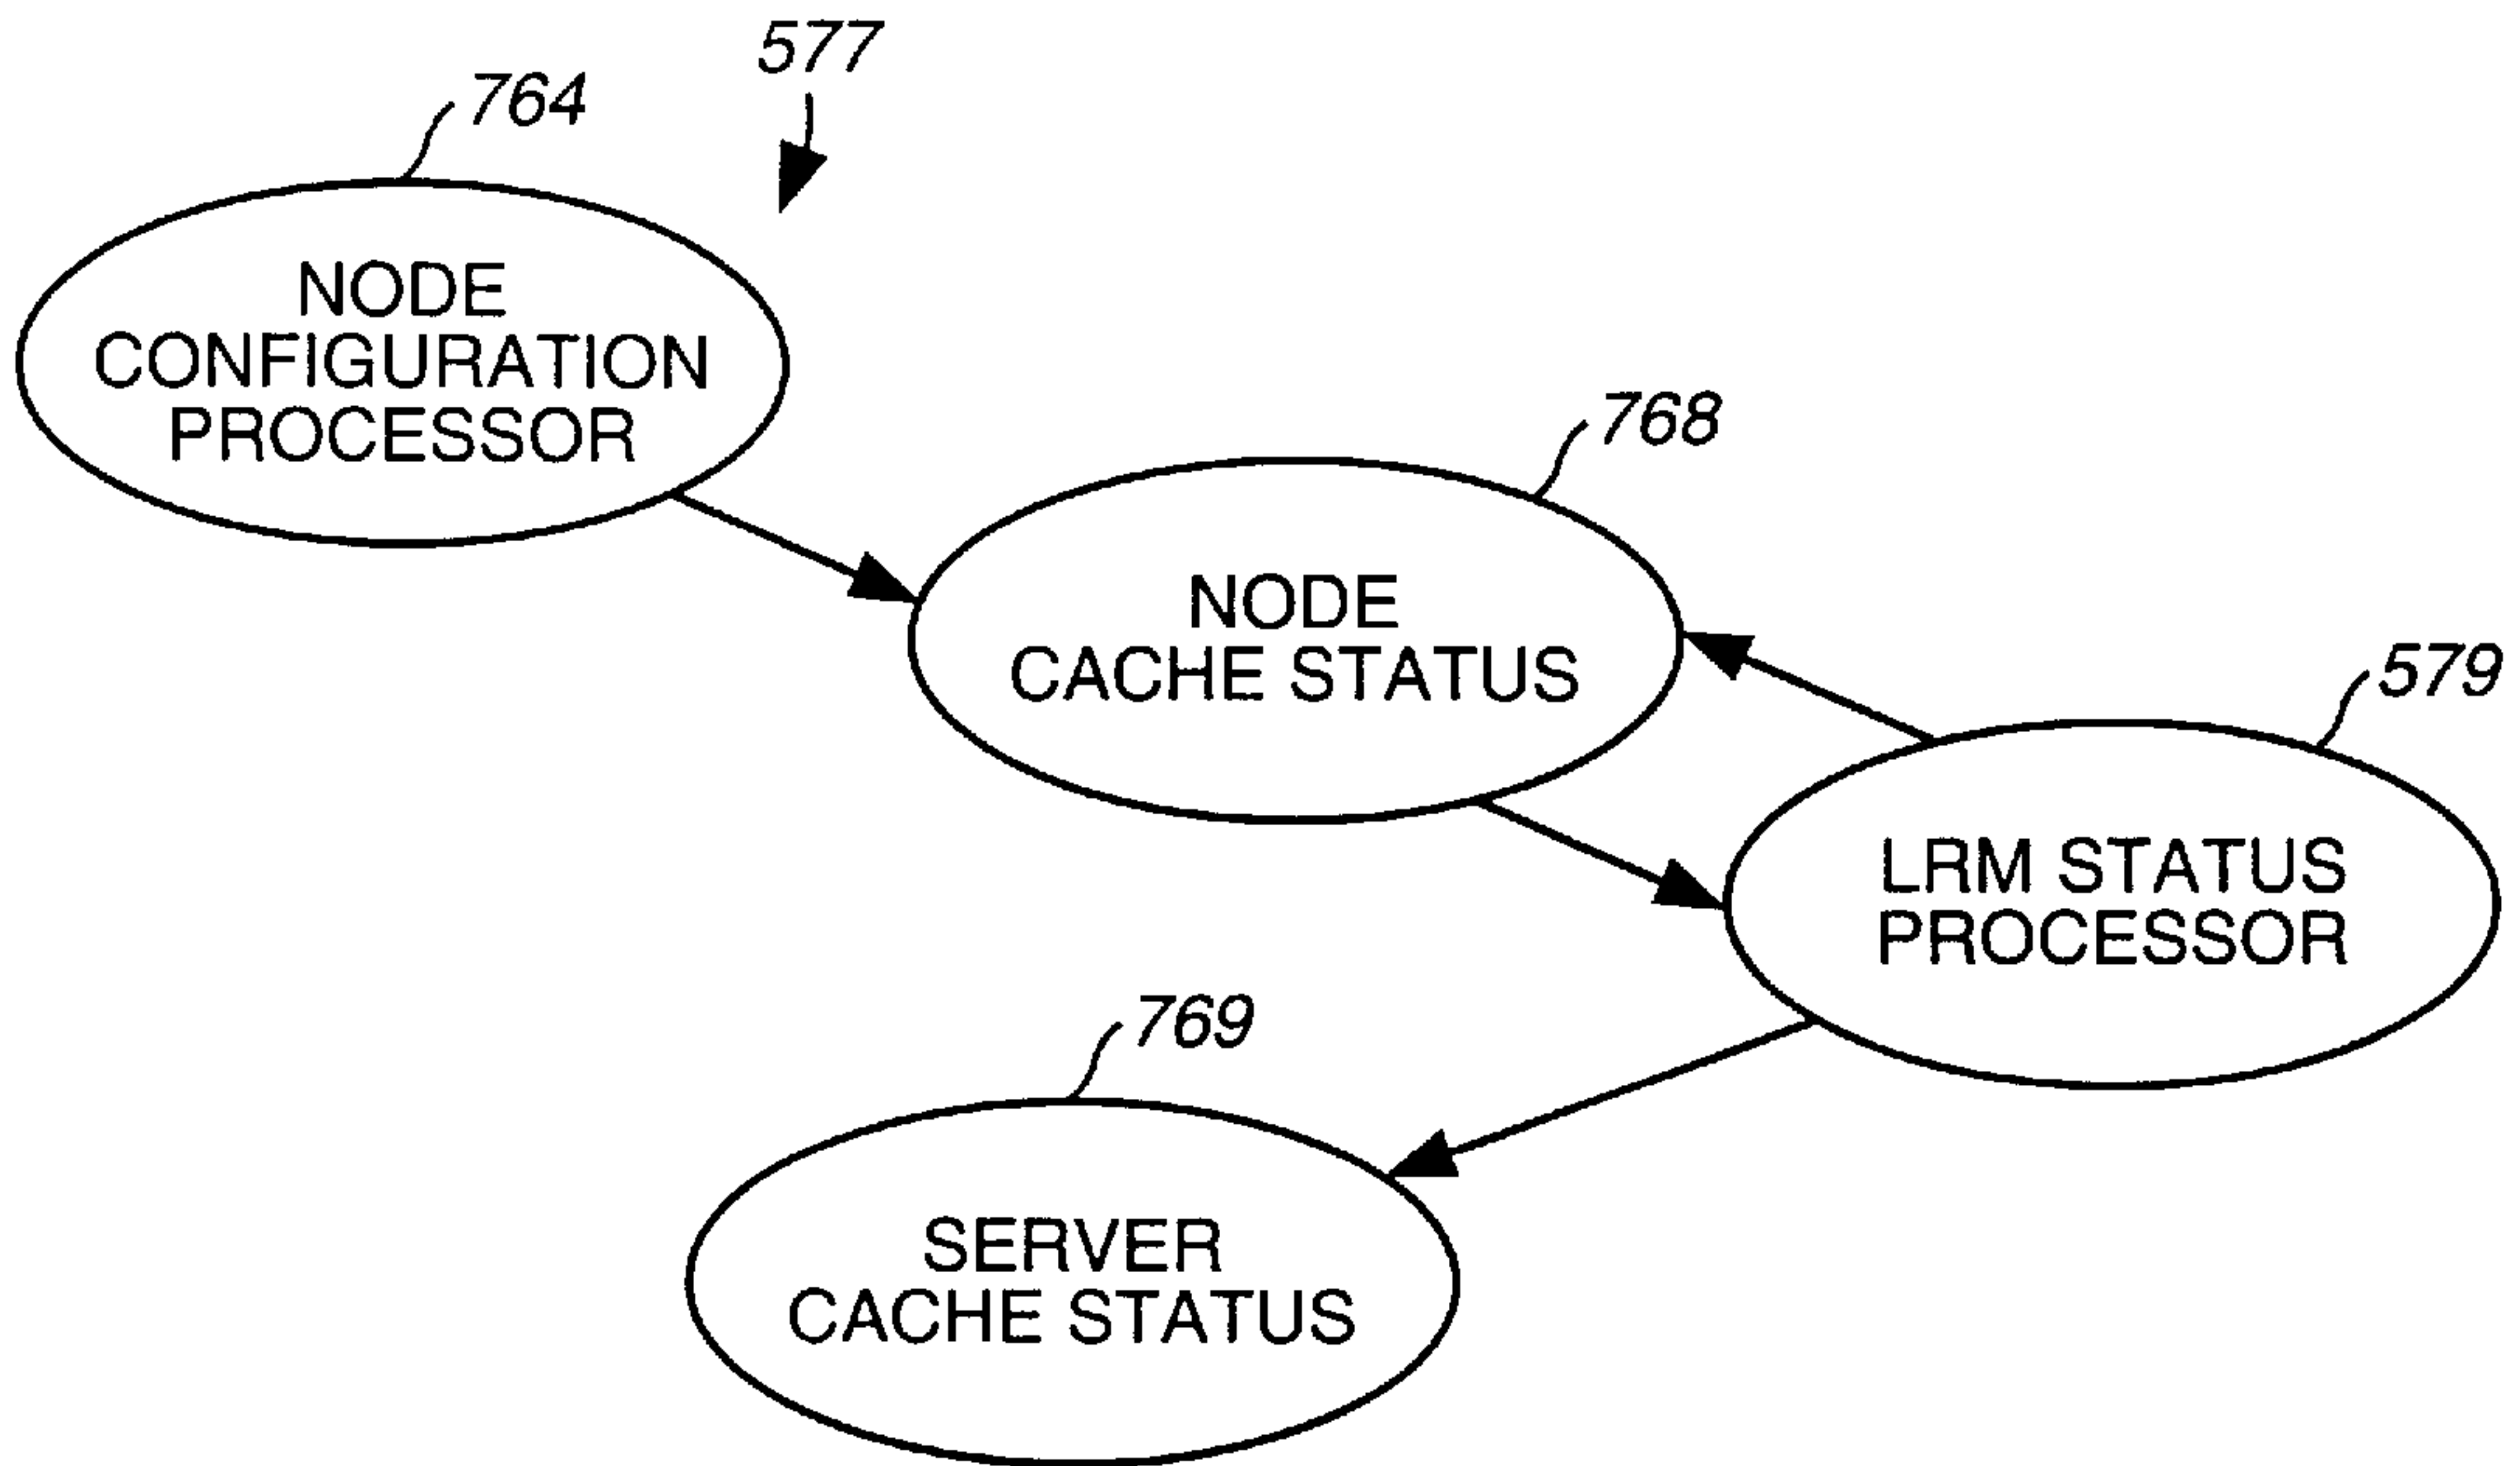 577
764
NODE
CONFIGURATION
PROCESSOR
768
NODE
CACHE STATUS
579
LRM STATUS
PROCESSOR
769
SERVER
CACHE STATUS